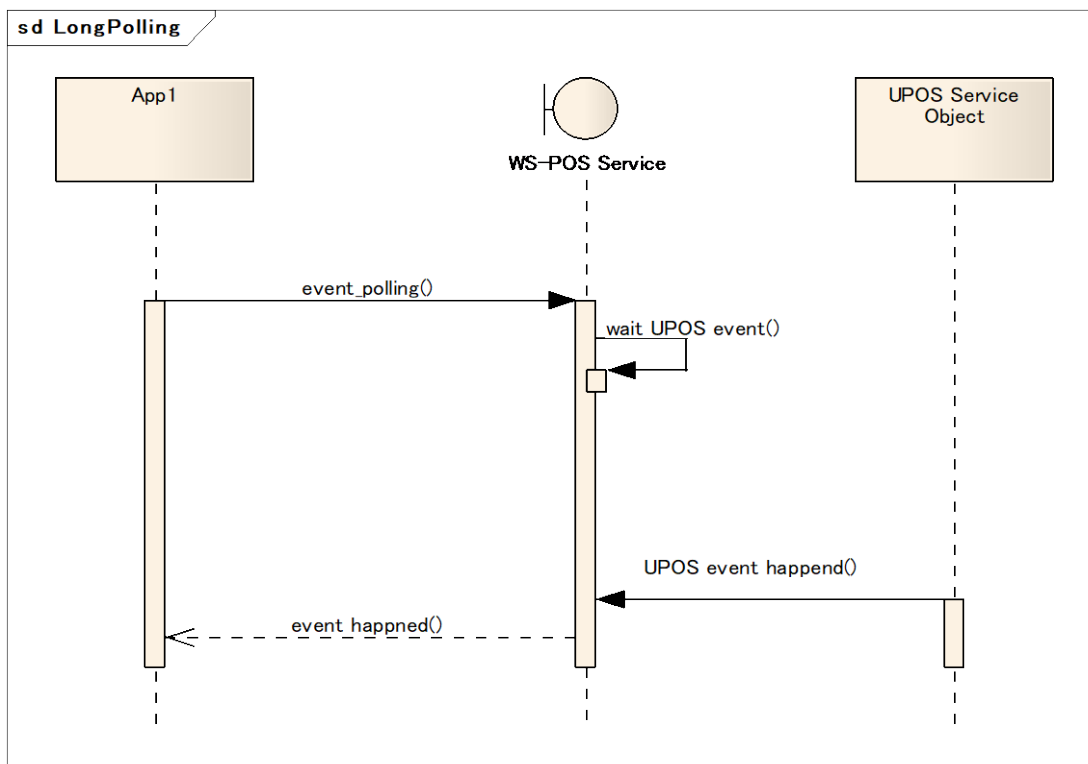 sd LongPolling
App1
WS-POS Service
UPOS Service
Object
event_polling()
wait UPOS event()
UPOS event happend()
event happned()